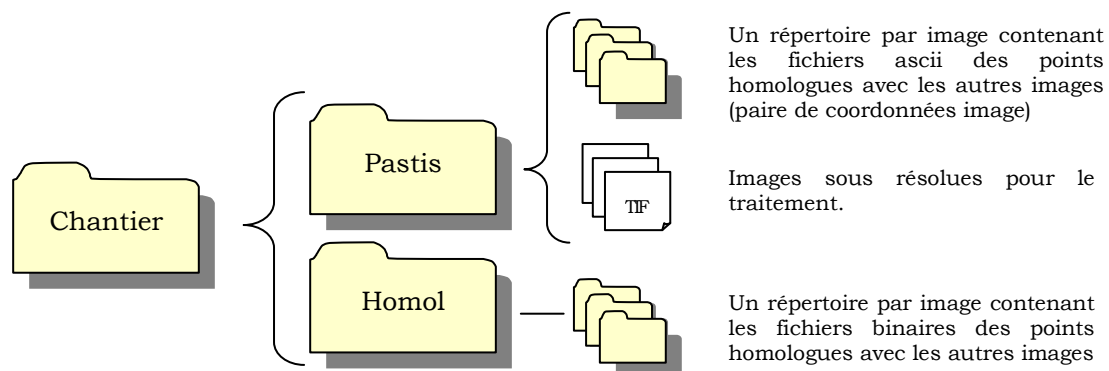 Un répertoire par image contenant
les fichiers ascii des points
homologues avec les autres images
(paire de coordonnées image)
Pastis
Images sous résolues pour le
traitement.
TIF
Chantier
Homol
Un répertoire par image contenant
les fichiers binaires des points
homologues avec les autres images